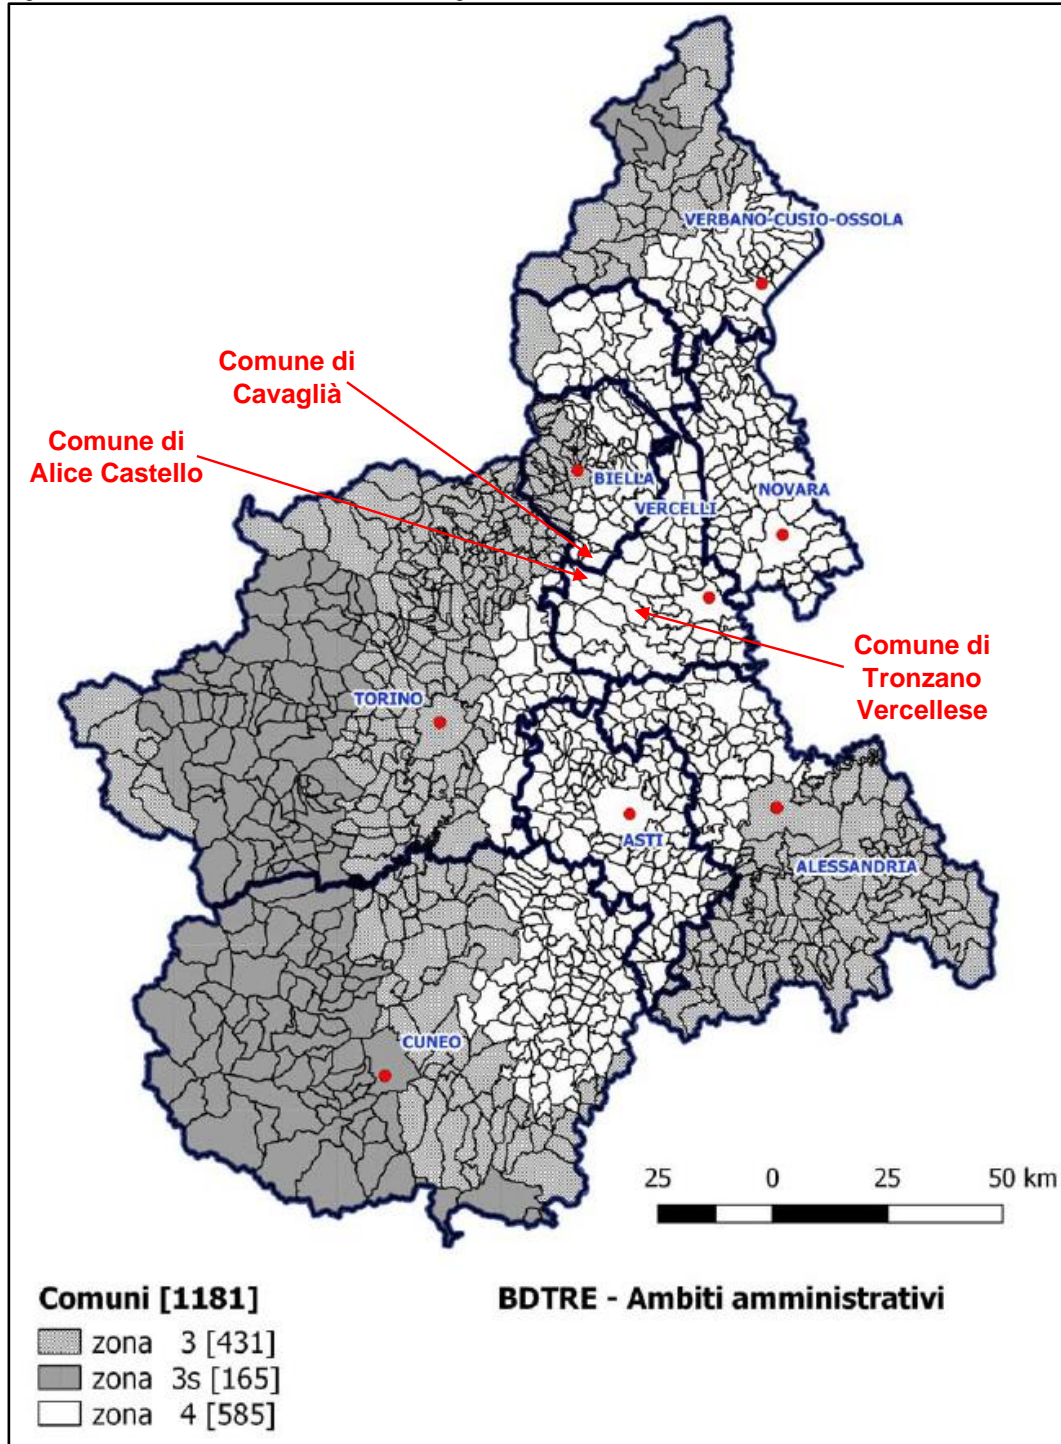 VERBANO-CUSIO-OSSOLA
Comune di
Cavaglià
Comune di
Alice Castello
BIELLA
VERCELLI
NOVARA
Comune di
Tronzano
Vercellese
TORINO
ASTI
ALESSANDRIA
CUNEO
25 0 25 50 km
Comuni [1181]
zona 3 [431]
zona 3s [165]
zona 4 [585]
BDTRE - Ambiti amministrativi